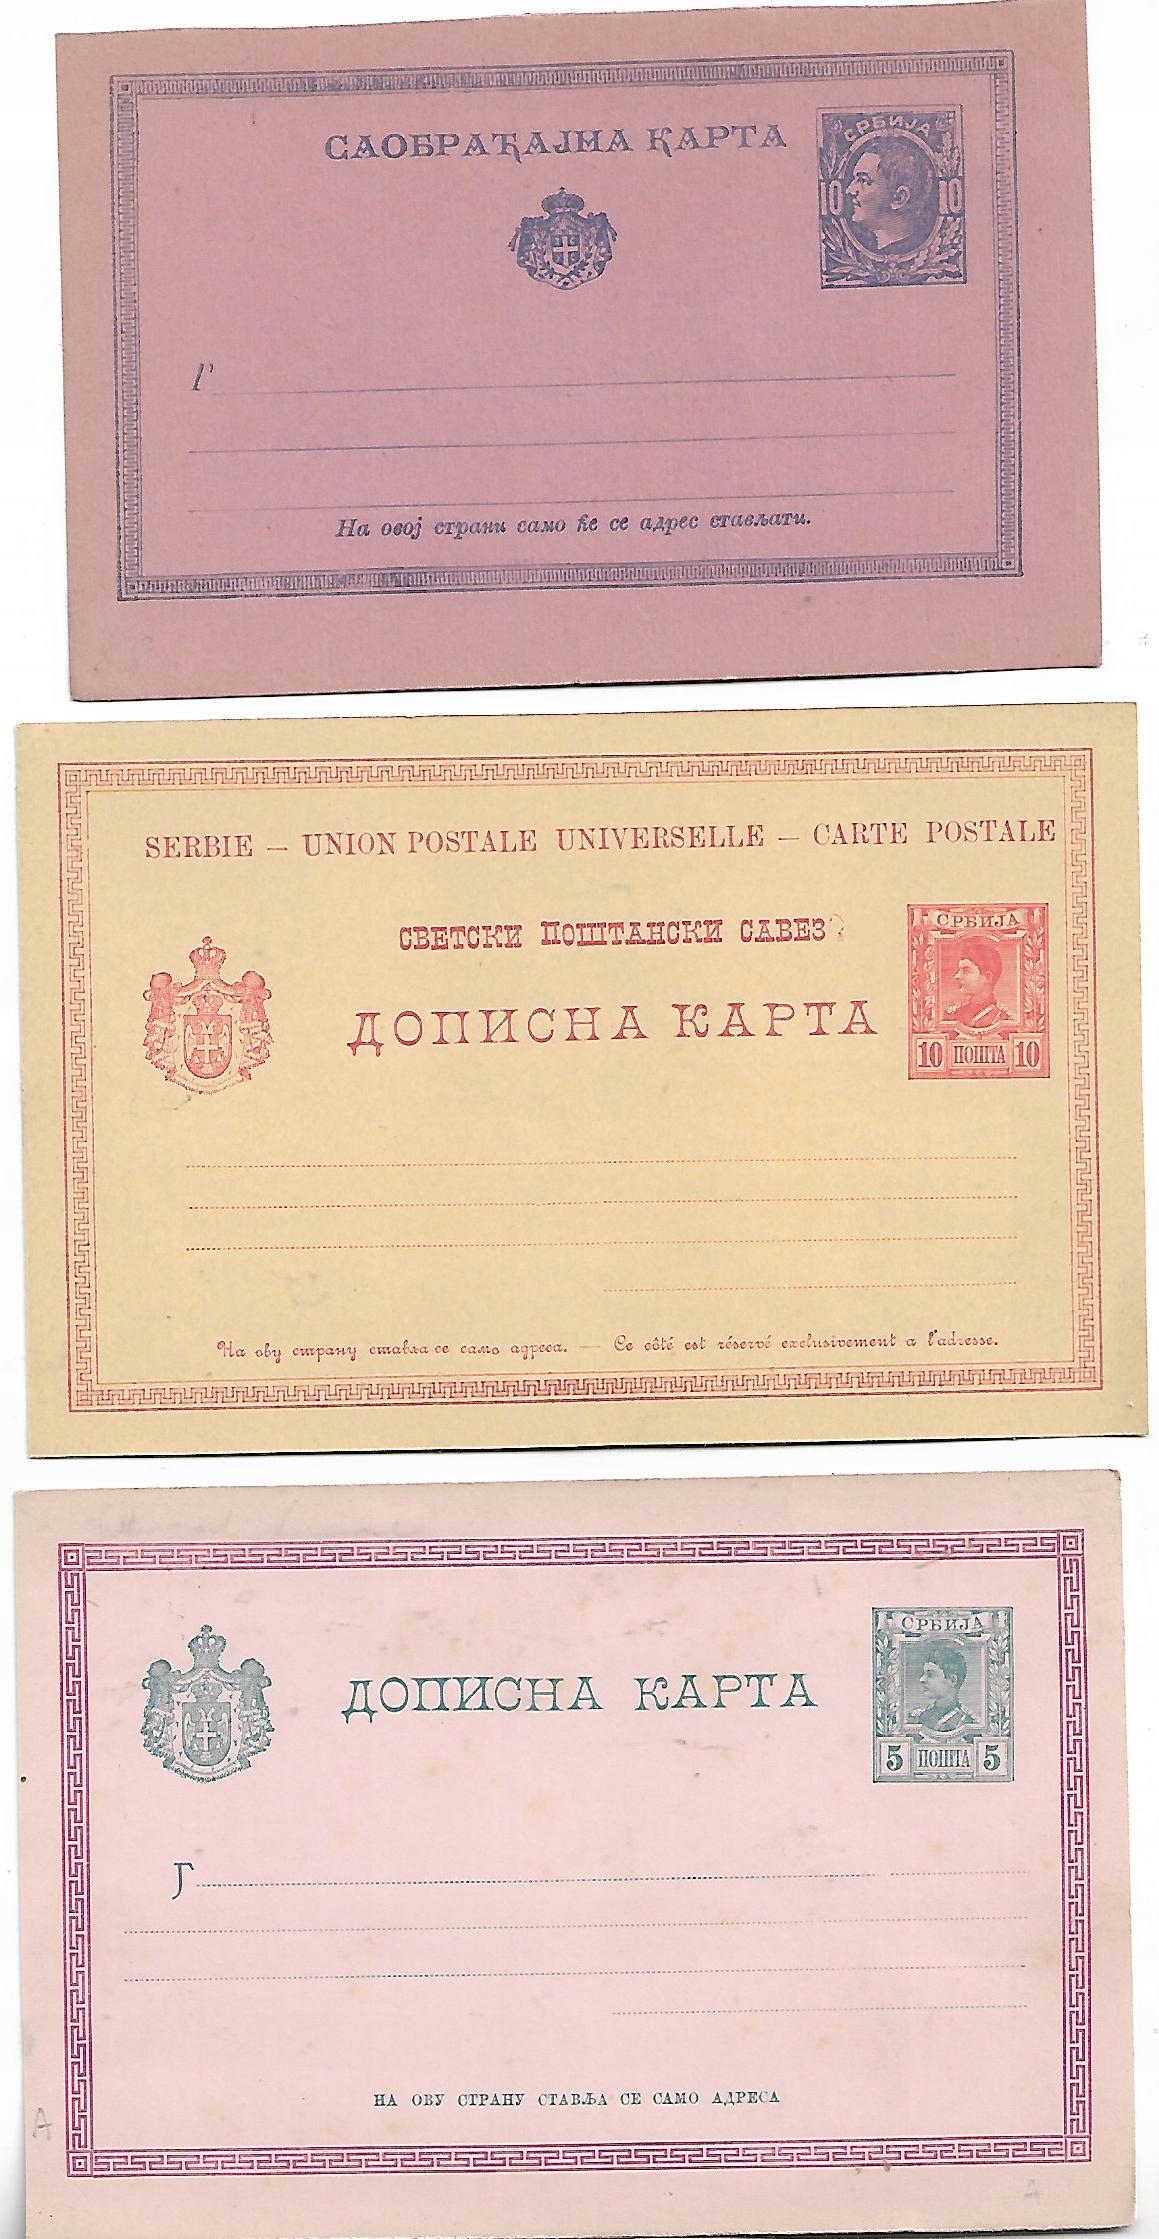 САОБРАЋАЈНА КАРТА
СРБИЈА
10 10
Г
На овој страни само ће се адрес стављати.
SERBIE – UNION POSTALE UNIVERSELLE – CARTE POSTALE
СВЕТСКИ ПОШТАНСКИ САВЕЗ
ДОПИСНА КАРТА
СРБИЈА
10 ПОШТА 10
На ову страну ставља се само адреса. — Ce côté est réservé exclusivement a l'adresse.
ДОПИСНА КАРТА
СРБИЈА
5 ПОШТА 5
Г
НА ОВУ СТРАНУ СТАВЉА СЕ САМО АДРЕСА
A
A